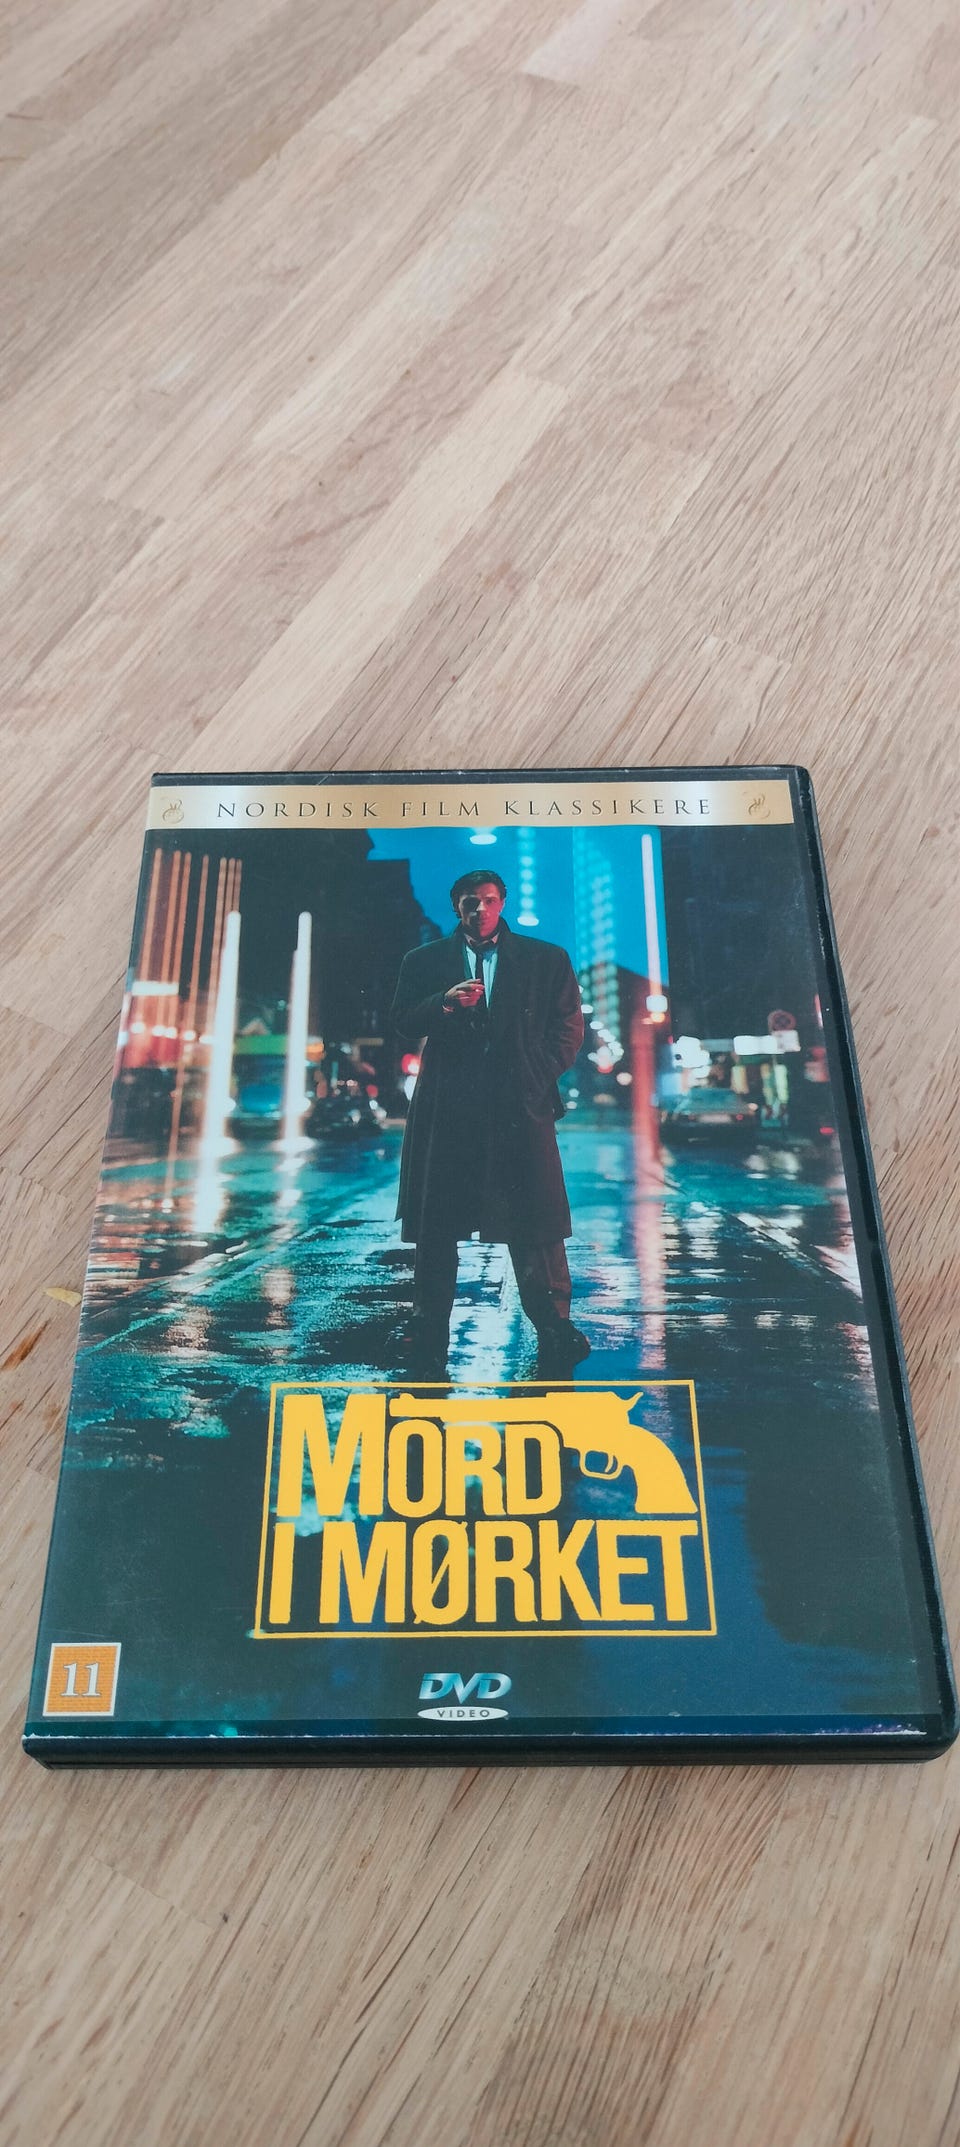 NORDISK FILM KLASSIKERE
MORD
I MØRKET
11
DVD
VIDEO